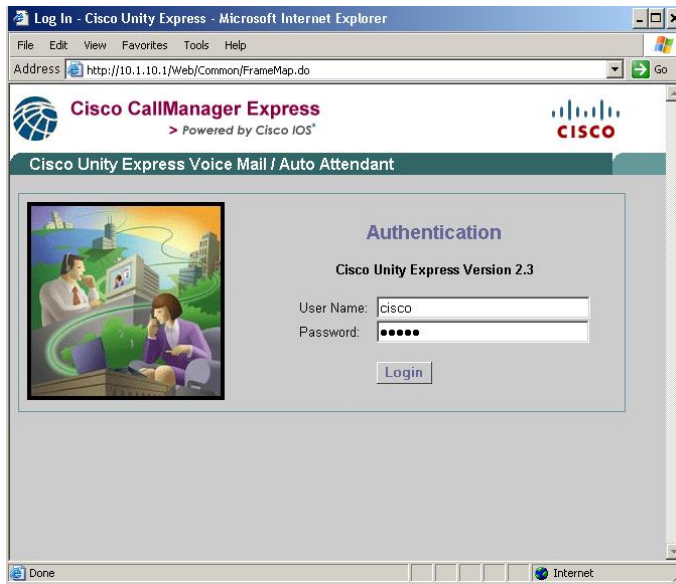 Log In - Cisco Unity Express - Microsoft Internet Explorer
File Edit View Favorites Tools Help
Address http://10.1.10.1/Web/Common/FrameMap.do Go
Cisco CallManager Express
> Powered by Cisco IOS®
CISCO
Cisco Unity Express Voice Mail / Auto Attendant
Authentication
Cisco Unity Express Version 2.3
User Name: cisco
Password: •••••
Login
Done Internet